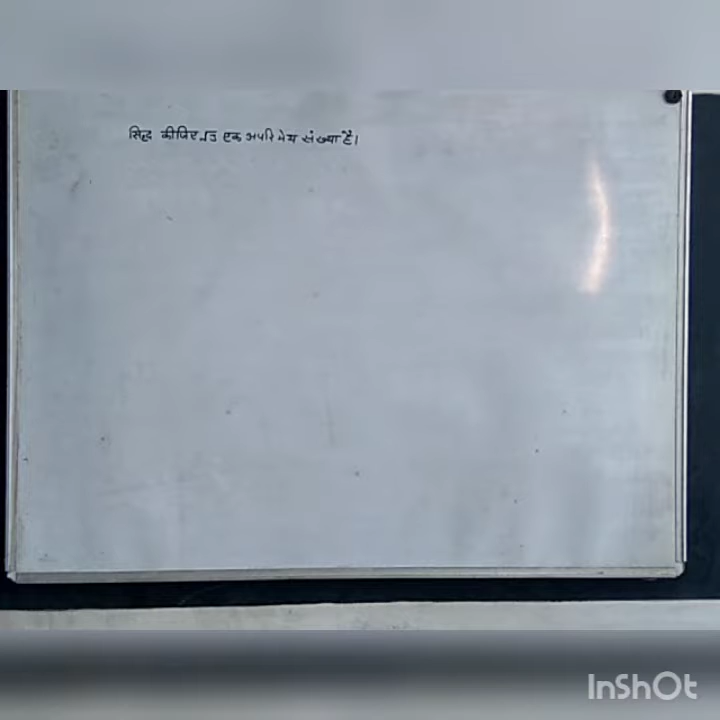 सिद्ध कीजिए √3 एक अपरिमेय संख्या है।
InShOt